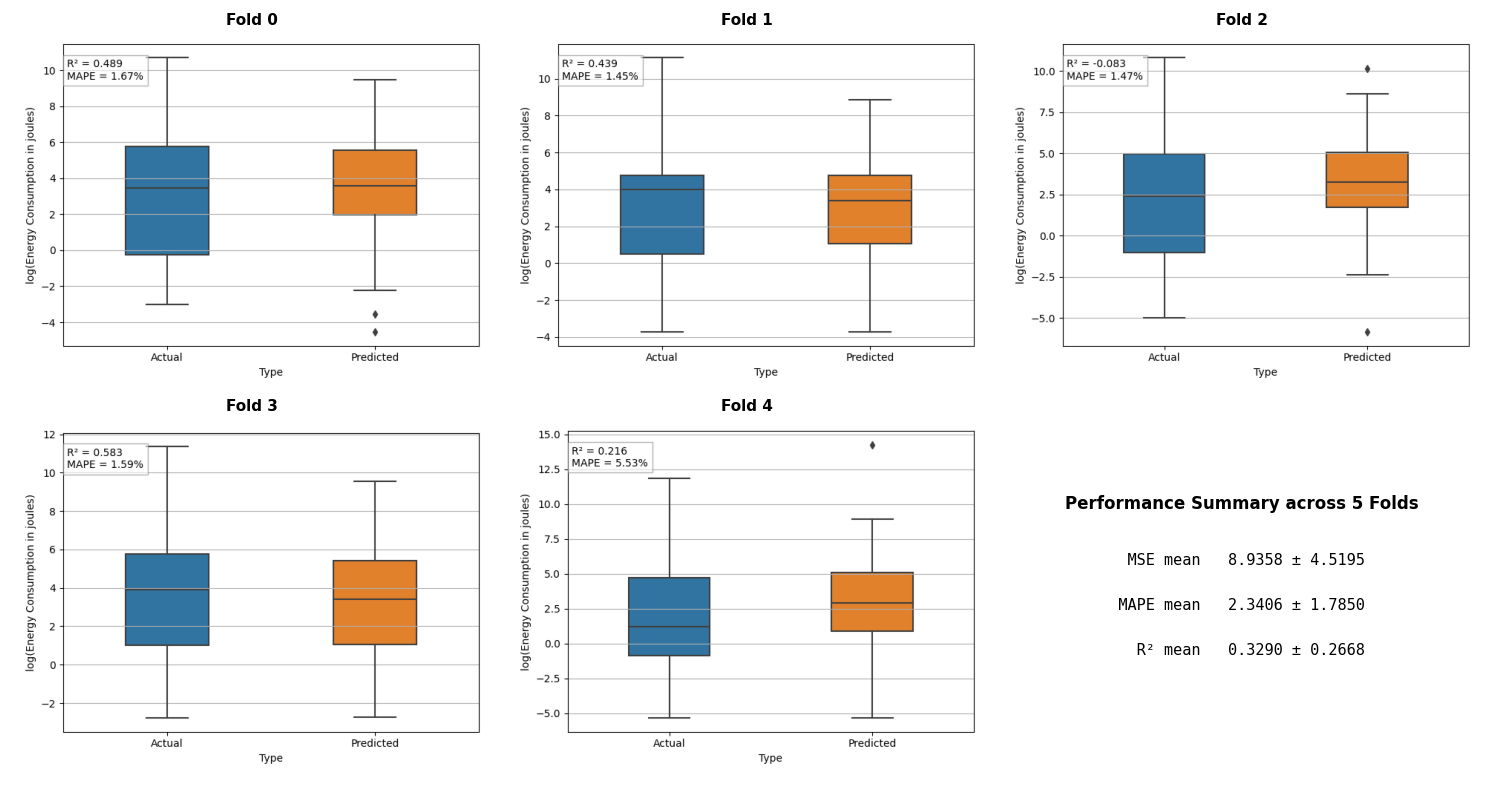 Fold 0
R² = 0.489
MAPE = 1.67%
10
8
6
4
2
0
−2
−4
log(Energy Consumption in joules)
Actual
Predicted
Type
Fold 1
R² = 0.439
MAPE = 1.45%
10
8
6
4
2
0
−2
−4
log(Energy Consumption in joules)
Actual
Predicted
Type
Fold 2
R² = -0.083
MAPE = 1.47%
10.0
7.5
5.0
2.5
0.0
−2.5
−5.0
log(Energy Consumption in joules)
Actual
Predicted
Type
Fold 3
R² = 0.583
MAPE = 1.59%
12
10
8
6
4
2
0
−2
log(Energy Consumption in joules)
Actual
Predicted
Type
Fold 4
R² = 0.216
MAPE = 5.53%
15.0
12.5
10.0
7.5
5.0
2.5
0.0
−2.5
−5.0
log(Energy Consumption in joules)
Actual
Predicted
Type
Performance Summary across 5 Folds
MSE mean 8.9358 ± 4.5195
MAPE mean 2.3406 ± 1.7850
R² mean 0.3290 ± 0.2668